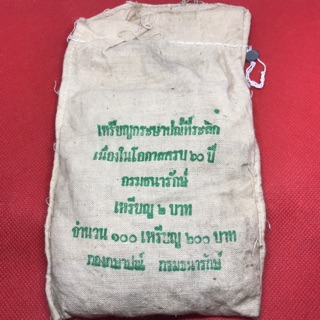 เหรียญกระษาปณ์ที่ระลึก
เนื่องในโอกาสครบ ๖๐ ปี
กรมธนารักษ์
เหรียญ ๒ บาท
จำนวน ๑๐๐ เหรียญ ๒๐๐ บาท
กองกษาปณ์ กรมธนารักษ์